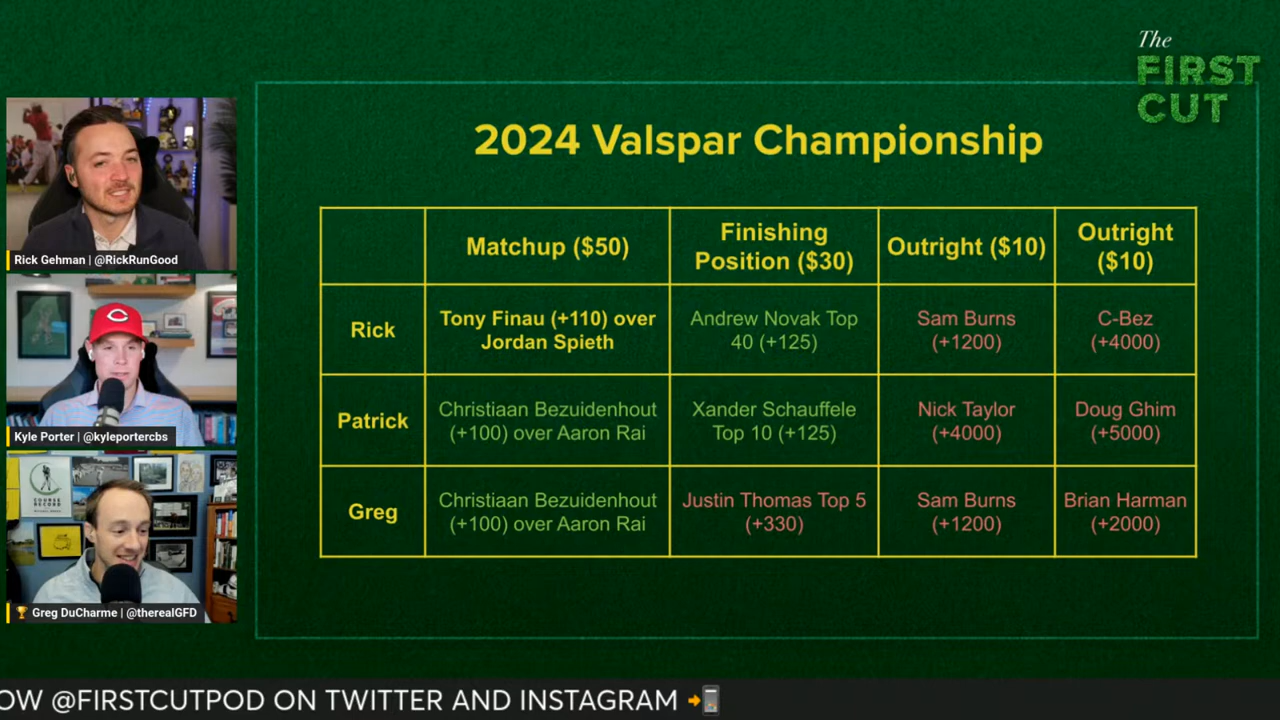 The
FIRST
CUT
2024 Valspar Championship
Matchup ($50)
Finishing
Position ($30)
Outright ($10)
Outright
($10)
Rick
Tony Finau (+110) over
Jordan Spieth
Andrew Novak Top
40 (+125)
Sam Burns
(+1200)
C-Bez
(+4000)
Patrick
Christiaan Bezuidenhout
(+100) over Aaron Rai
Xander Schauffele
Top 10 (+125)
Nick Taylor
(+4000)
Doug Ghim
(+5000)
Greg
Christiaan Bezuidenhout
(+100) over Aaron Rai
Justin Thomas Top 5
(+330)
Sam Burns
(+1200)
Brian Harman
(+2000)
Rick Gehman | @RickRunGood
Kyle Porter | @kyleportercbs
COURSE
RECORD
Greg DuCharme | @therealGFD
OW @FIRSTCUTPOD ON TWITTER AND INSTAGRAM